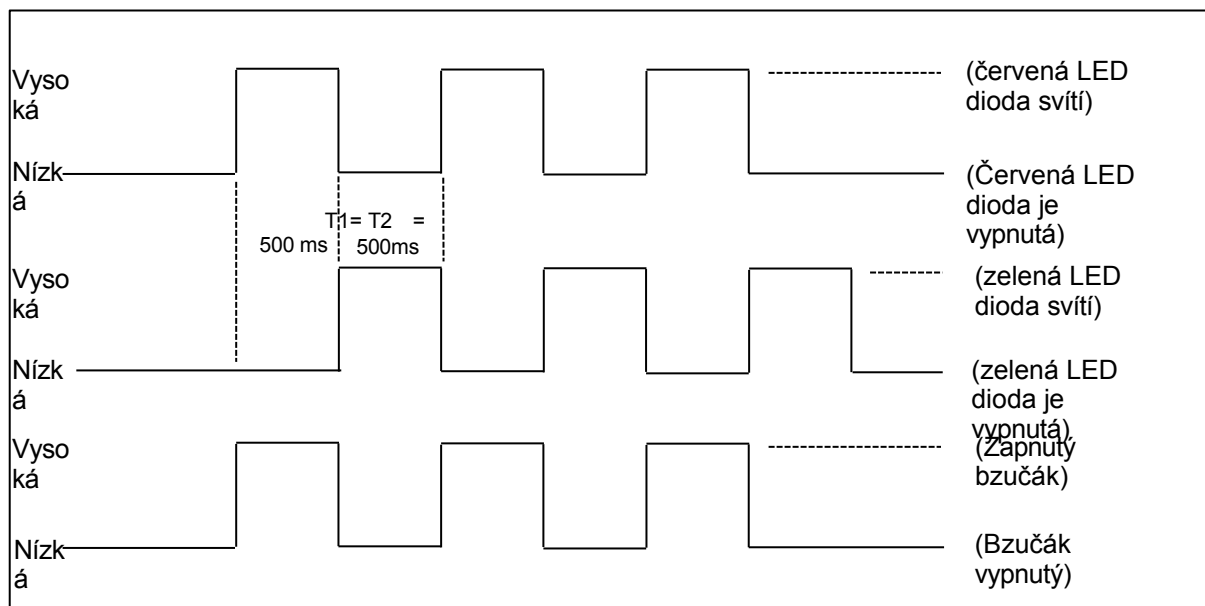 Vyso
ká
(červená LED
dioda svítí)
Nízk
á
(Červená LED
dioda je
vypnutá)
T1= T2 =
500 ms 500ms
Vyso
ká
(zelená LED
dioda svítí)
Nízk
á
(zelená LED
dioda je
vypnutá)
Vyso
ká
(Zapnutý
bzučák)
Nízk
á
(Bzučák
vypnutý)